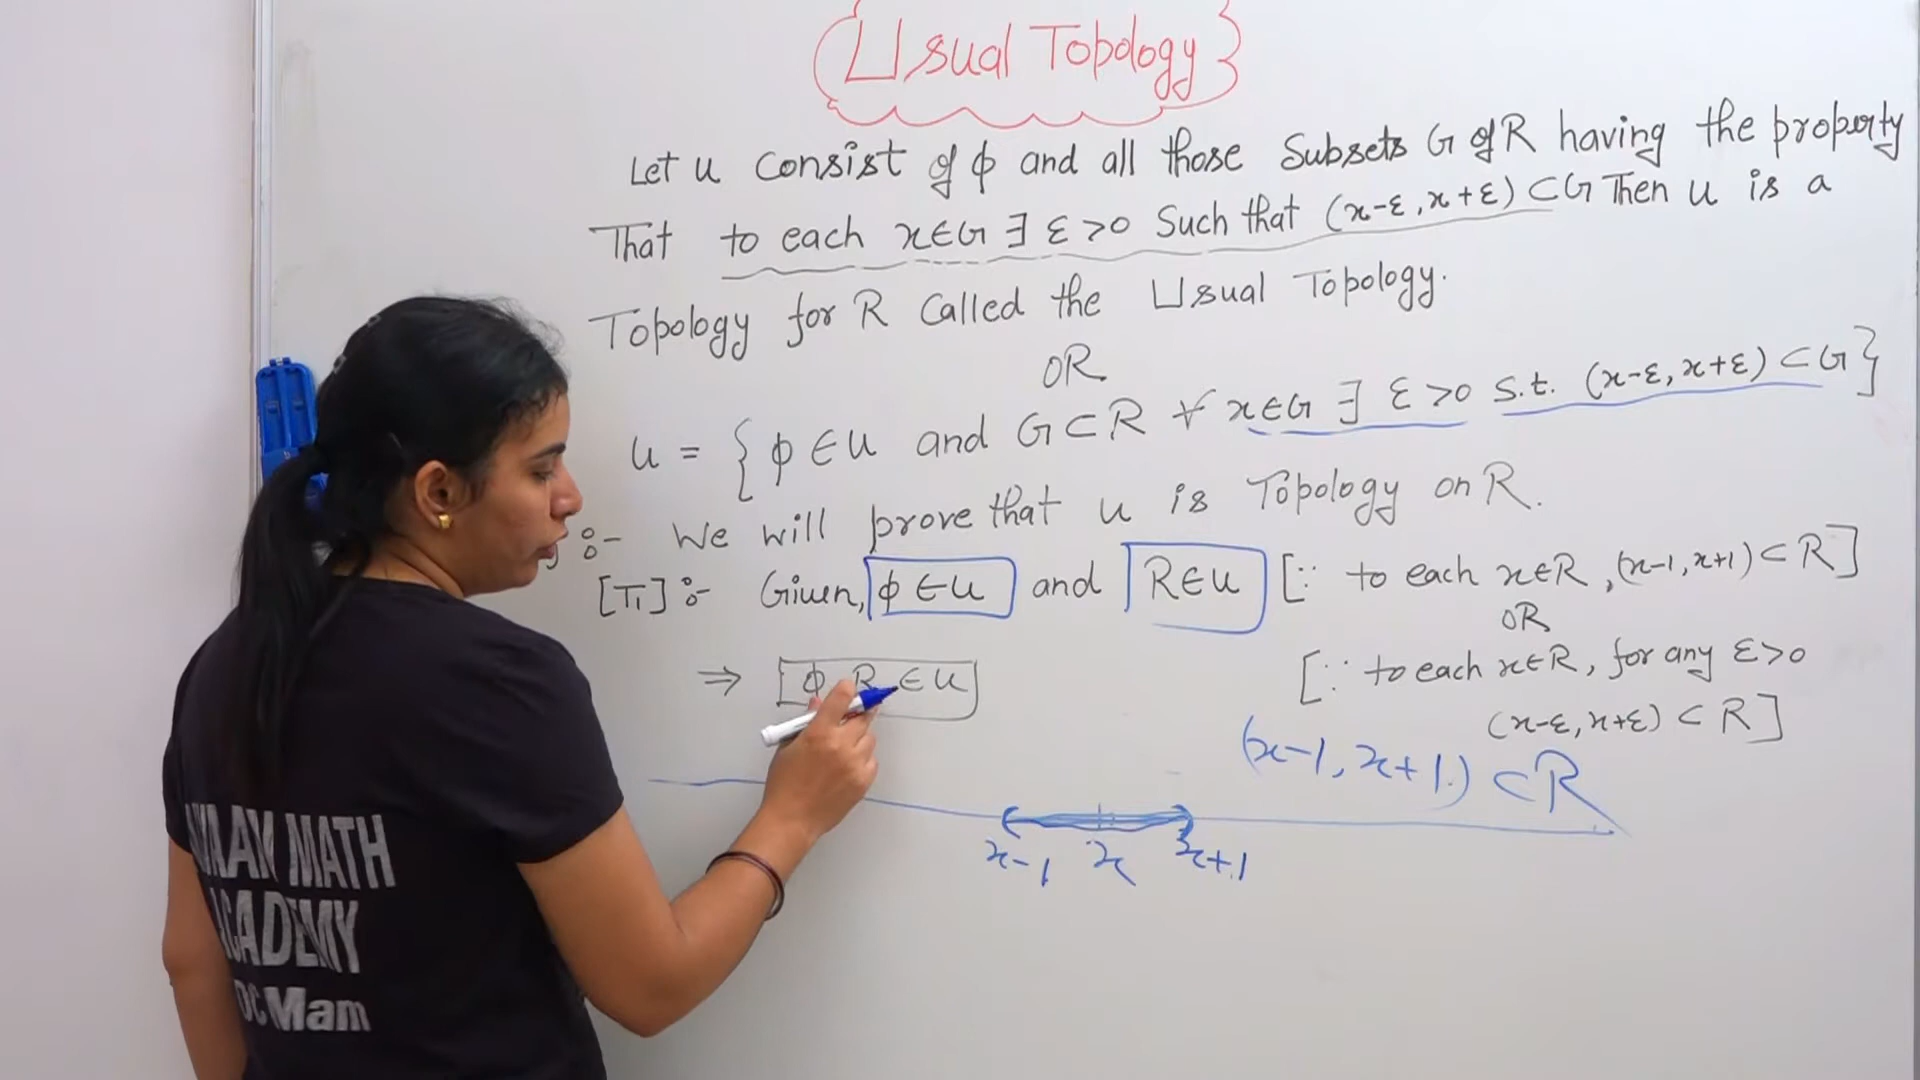 Usual Topology
Let U Consist of ϕ and all those Subsets G of R having the property
That to each x∈G ∃ ε>0 Such that (x-ε, x+ε) ⊂ G Then U is a
Topology for R Called the Usual Topology.
OR
U = { ϕ ∈ U and G ⊂ R ∀ x∈G ∃ ε>0 s.t. (x-ε, x+ε) ⊂ G }
:- We will prove that U is Topology on R.
[T1] :- Given, ϕ ∈ U and R ∈ U [∵ to each x∈R, (x-1, x+1) ⊂ R]
OR
[∵ to each x∈R, for any ε>0
(x-ε, x+ε) ⊂ R]
⇒ ϕ R ∈ U
(x-1, x+1) ⊂ R
x-1 x x+1
MATH
ACADEMY
Mam